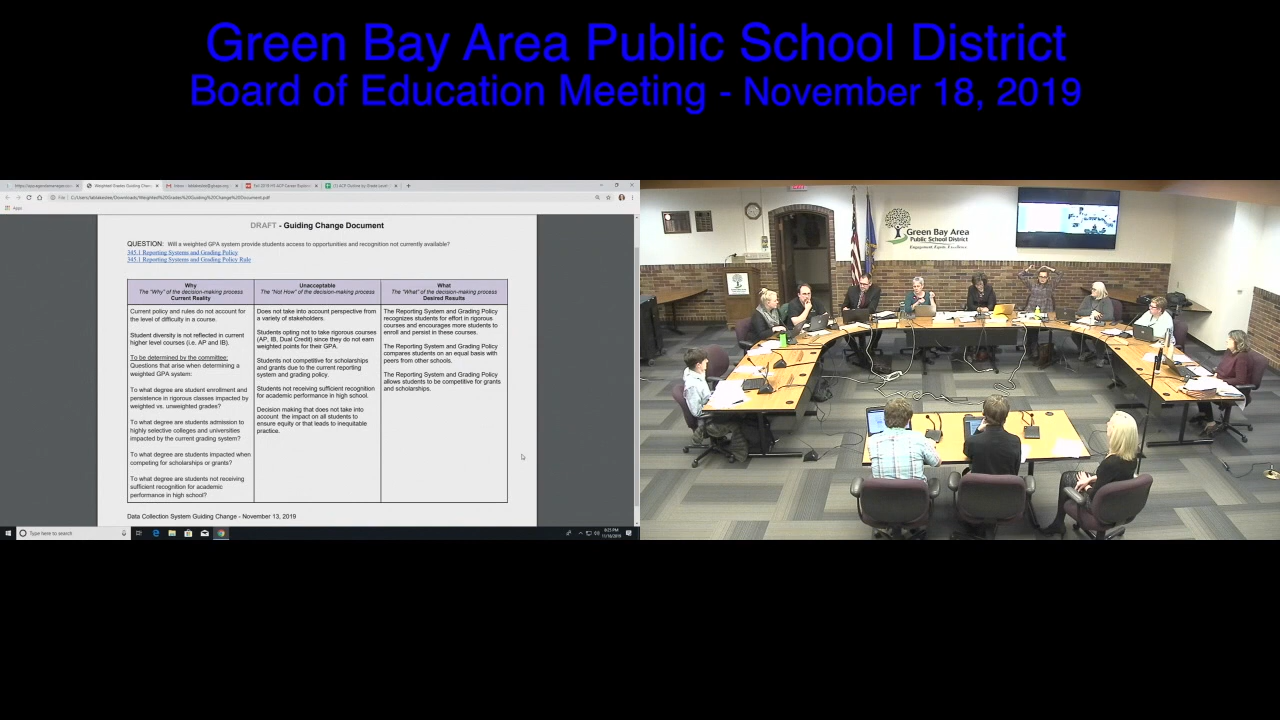 Green Bay Area Public School District
Board of Education Meeting - November 18, 2019
Weighted Grades Guiding Chan
Apps
DRAFT - Guiding Change Document
QUESTION: Will a weighted GPA system provide students access to opportunities and recognition not currently available?
345.1 Reporting Systems and Grading Policy
345.1 Reporting Systems and Grading Policy Rule
Why
The "Why" of the decision-making process
Current Reality
Current policy and rules do not account for
the level of difficulty in a course.
Student diversity is not reflected in current
higher level courses (i.e. AP and IB).
To be determined by the committee:
Questions that arise when determining a
weighted GPA system:
To what degree are student enrollment and
persistence in rigorous classes impacted by
weighted vs. unweighted grades?
To what degree are students admission to
highly selective colleges and universities
impacted by the current grading system?
To what degree are students impacted when
competing for scholarships or grants?
To what degree are students not receiving
sufficient recognition for academic
performance in high school?
Unacceptable
The "Not How" of the decision-making process
Does not take into account perspective from
a variety of stakeholders.
Students opting not to take rigorous courses
(AP, IB, Dual Credit) since they do not earn
weighted points for their GPA.
Students not competitive for scholarships
and grants due to the current reporting
system and grading policy.
Students not receiving sufficient recognition
for academic performance in high school.
Decision making that does not take into
account the impact on all students to
ensure equity or that leads to inequitable
practice.
What
The "What" of the decision-making process
Desired Results
The Reporting System and Grading Policy
recognizes students for effort in rigorous
courses and encourages more students to
enroll and persist in these courses.
The Reporting System and Grading Policy
compares students on an equal basis with
peers from other schools.
The Reporting System and Grading Policy
allows students to be competitive for grants
and scholarships.
Data Collection System Guiding Change - November 13, 2019
Type here to search
Green Bay Area
Public School District